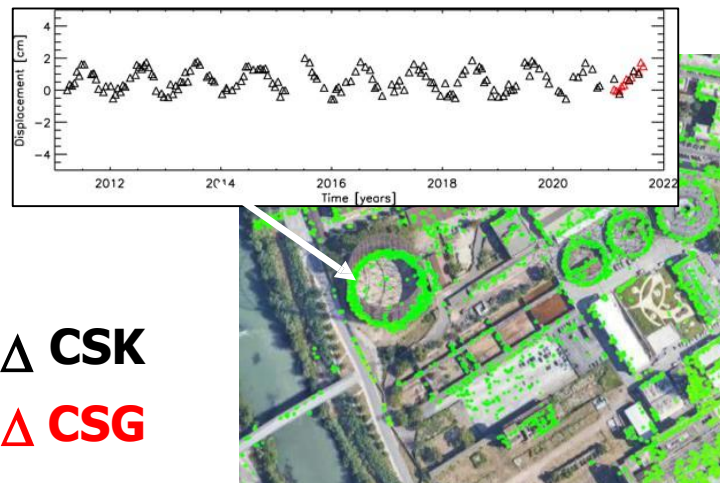 Displacement [cm]
4
2
0
−2
−4
2012
2014
2016
2018
2020
2022
Time [years]
Δ CSK
Δ CSG